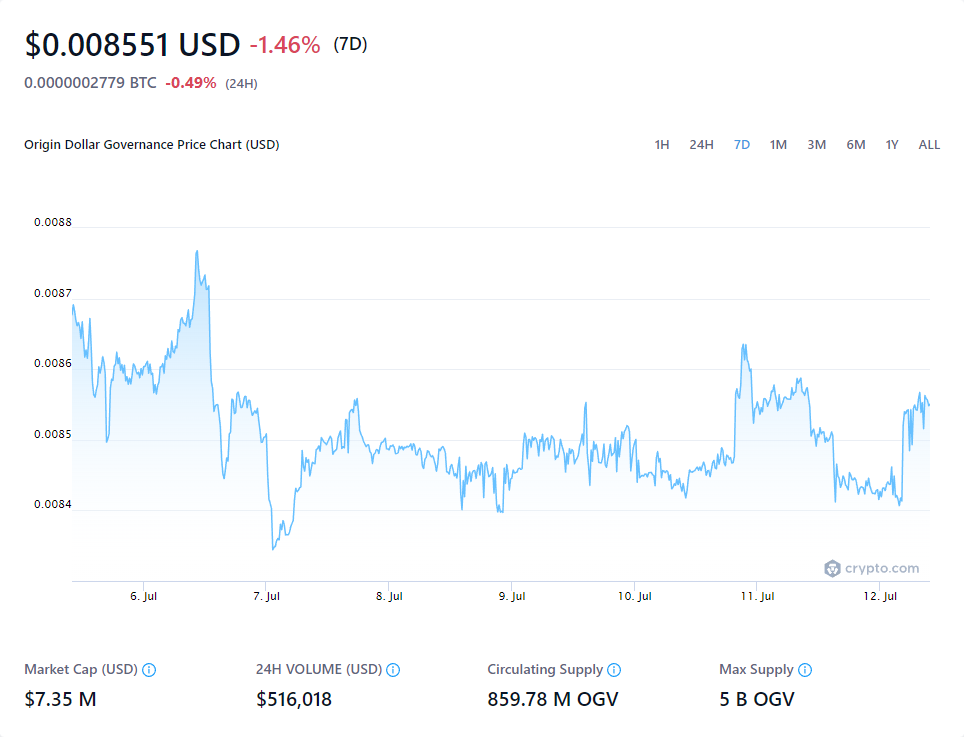 $0.008551 USD -1.46% (7D)
0.0000002779 BTC -0.49% (24H)
Origin Dollar Governance Price Chart (USD) 1H 24H 7D 1M 3M 6M 1Y ALL
0.0088
0.0087
0.0086
0.0085
0.0084
crypto.com
6. Jul 7. Jul 8. Jul 9. Jul 10. Jul 11. Jul 12. Jul
Market Cap (USD) 24H VOLUME (USD) Circulating Supply Max Supply
$7.35 M $516,018 859.78 M OGV 5 B OGV